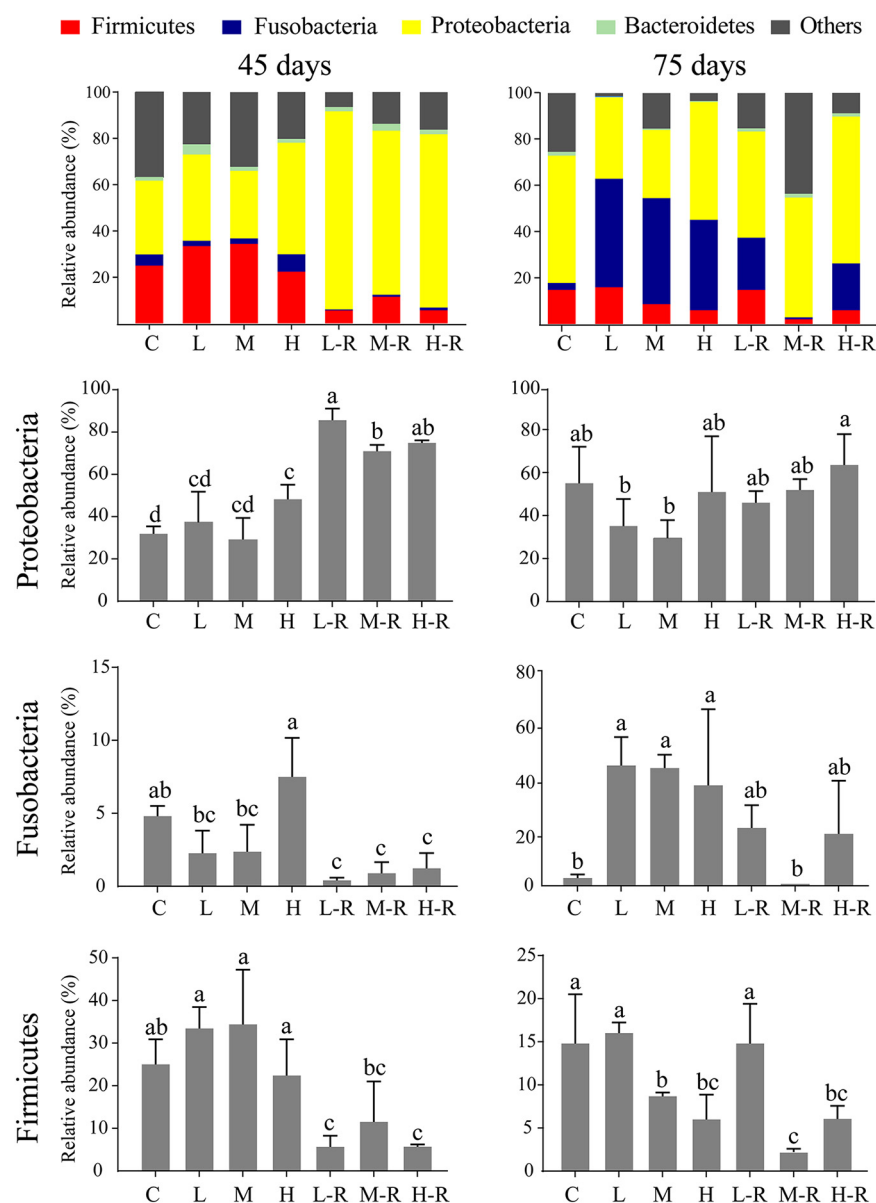 Firmicutes Fusobacteria Proteobacteria Bacteroidetes Others
45 days 75 days
Relative abundance (%)
100
80
60
40
20
C L M H L-R M-R H-R
100
80
60
40
20
C L M H L-R M-R H-R
Proteobacteria
Relative abundance (%)
100
80
60
40
20
0
d cd cd c a b ab
C L M H L-R M-R H-R
100
80
60
40
20
0
ab b b ab ab ab a
C L M H L-R M-R H-R
Fusobacteria
Relative abundance (%)
15
10
5
0
ab bc bc a c c c
C L M H L-R M-R H-R
80
60
40
20
0
b a a a ab b ab
C L M H L-R M-R H-R
Firmicutes
Relative abundance (%)
50
40
30
20
10
0
ab a a a c bc c
C L M H L-R M-R H-R
25
20
15
10
5
0
a a b bc a c bc
C L M H L-R M-R H-R